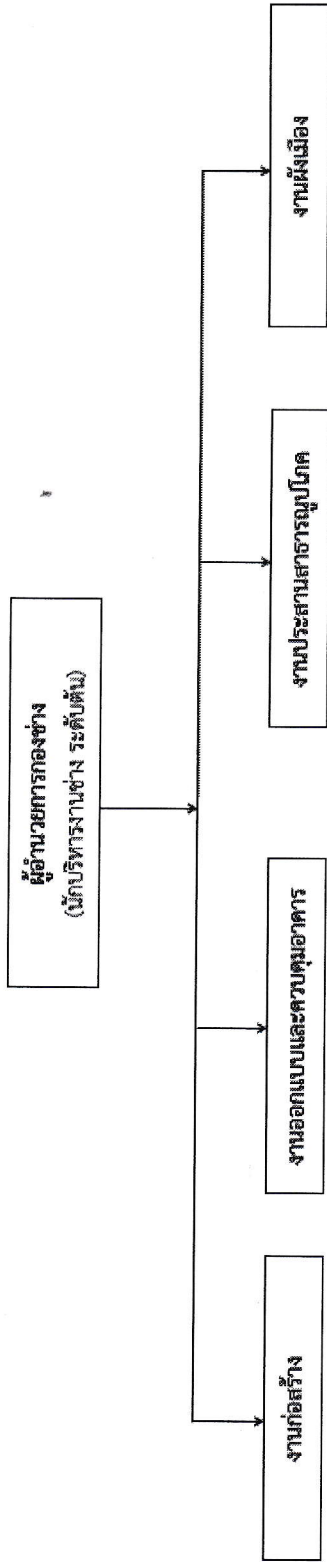 ผู้อำนวยการกองช่าง
(นักบริหารงานช่าง ระดับต้น)
งานก่อสร้าง
งานออกแบบและควบคุมอาคาร
งานประสานสาธารณูปโภค
งานผังเมือง